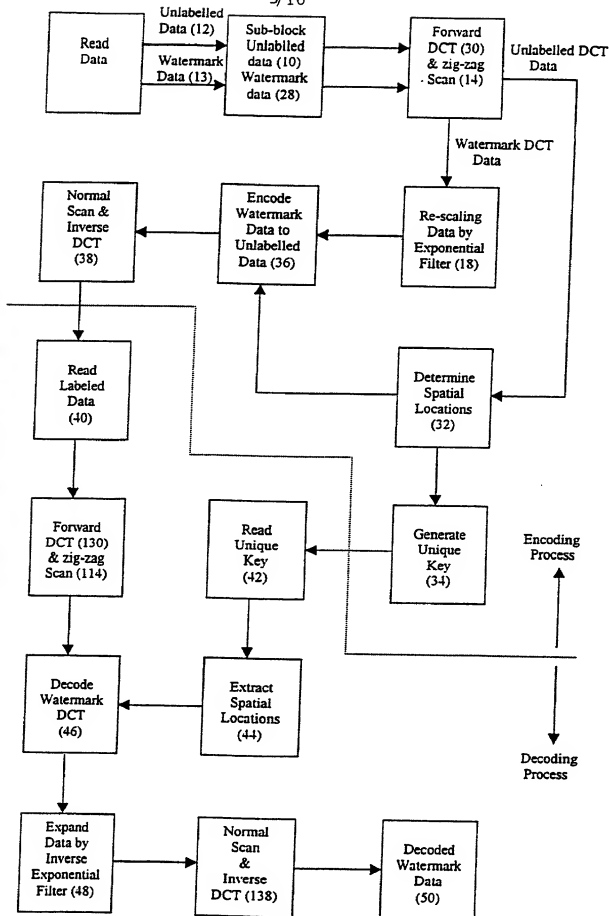 Read
Data
Unlabelled
Data (12)
Watermark
Data (13)
Sub-block
Unlablled
data (10)
Watermark
data (28)
Forward
DCT (30)
& zig-zag
Scan (14)
Unlabelled DCT
Data
Watermark DCT
Data
Normal
Scan &
Inverse
DCT
(38)
Encode
Watermark
Data to
Unlabelled
Data (36)
Re-scaling
Data by
Exponential
Filter (18)
Read
Labeled
Data
(40)
Determine
Spatial
Locations
(32)
Forward
DCT (130)
& zig-zag
Scan (114)
Read
Unique
Key
(42)
Generate
Unique
Key
(34)
Encoding
Process
Decode
Watermark
DCT
(46)
Extract
Spatial
Locations
(44)
Decoding
Process
Expand
Data by
Inverse
Exponential
Filter (48)
Normal
Scan
&
Inverse
DCT (138)
Decoded
Watermark
Data
(50)